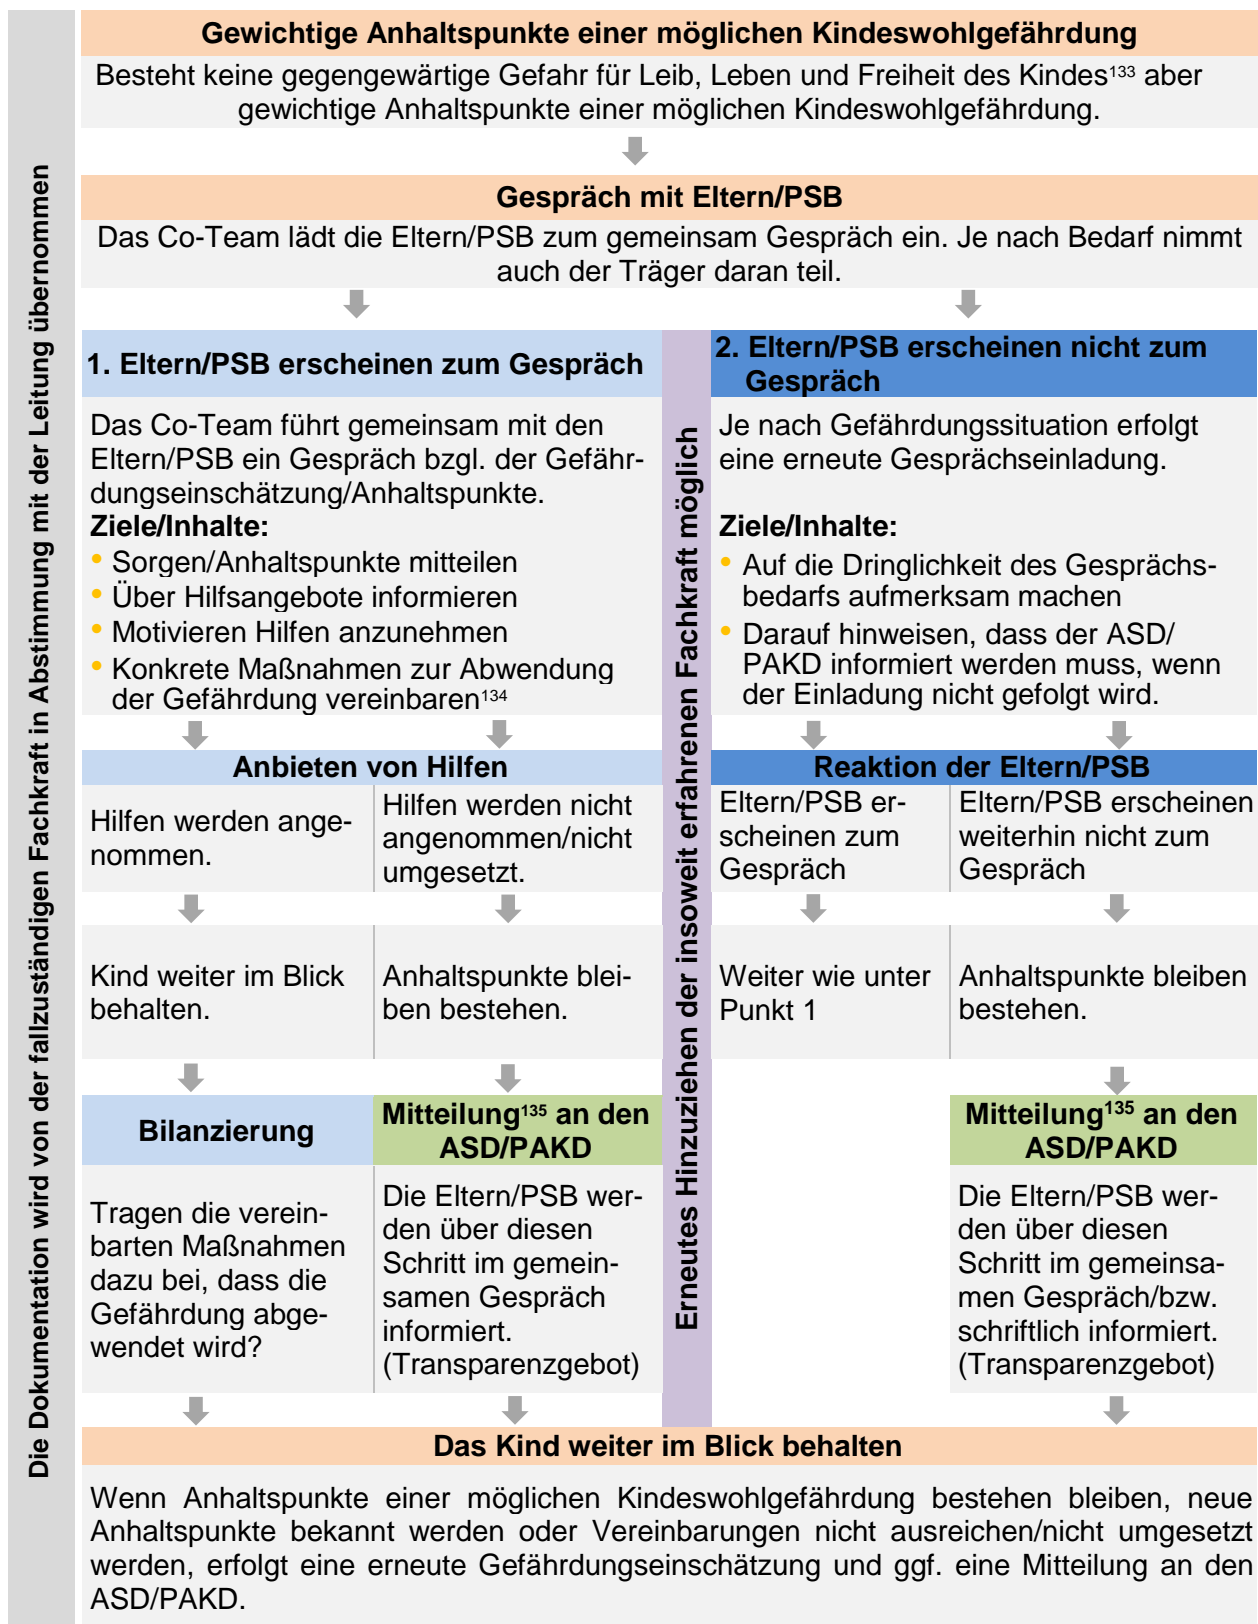 Die Dokumentation wird von der fallzuständigen Fachkraft in Abstimmung mit der Leitung übernommen
Gewichtige Anhaltspunkte einer möglichen Kindeswohlgefährdung
Besteht keine gegengewärtige Gefahr für Leib, Leben und Freiheit des Kindes¹³³ aber
gewichtige Anhaltspunkte einer möglichen Kindeswohlgefährdung.
Gespräch mit Eltern/PSB
Das Co-Team lädt die Eltern/PSB zum gemeinsam Gespräch ein. Je nach Bedarf nimmt
auch der Träger daran teil.
1. Eltern/PSB erscheinen zum Gespräch
Das Co-Team führt gemeinsam mit den
Eltern/PSB ein Gespräch bzgl. der Gefähr-
dungseinschätzung/Anhaltspunkte.
Ziele/Inhalte:
• Sorgen/Anhaltspunkte mitteilen
• Über Hilfsangebote informieren
• Motivieren Hilfen anzunehmen
• Konkrete Maßnahmen zur Abwendung
der Gefährdung vereinbaren¹³⁴
Anbieten von Hilfen
Hilfen werden ange-
nommen.
Hilfen werden nicht
angenommen/nicht
umgesetzt.
Kind weiter im Blick
behalten.
Anhaltspunkte blei-
ben bestehen.
Bilanzierung
Tragen die verein-
barten Maßnahmen
dazu bei, dass die
Gefährdung abge-
wendet wird?
Mitteilung¹³⁵ an den
ASD/PAKD
Die Eltern/PSB wer-
den über diesen
Schritt im gemein-
samen Gespräch
informiert.
(Transparenzgebot)
Erneutes Hinzuziehen der insoweit erfahrenen Fachkraft möglich
2. Eltern/PSB erscheinen nicht zum
Gespräch
Je nach Gefährdungssituation erfolgt
eine erneute Gesprächseinladung.
Ziele/Inhalte:
• Auf die Dringlichkeit des Gesprächs-
bedarfs aufmerksam machen
• Darauf hinweisen, dass der ASD/
PAKD informiert werden muss, wenn
der Einladung nicht gefolgt wird.
Reaktion der Eltern/PSB
Eltern/PSB er-
scheinen zum
Gespräch
Eltern/PSB erscheinen
weiterhin nicht zum
Gespräch
Weiter wie unter
Punkt 1
Anhaltspunkte bleiben
bestehen.
Mitteilung¹³⁵ an den
ASD/PAKD
Die Eltern/PSB wer-
den über diesen
Schritt im gemeinsa-
men Gespräch/bzw.
schriftlich informiert.
(Transparenzgebot)
Das Kind weiter im Blick behalten
Wenn Anhaltspunkte einer möglichen Kindeswohlgefährdung bestehen bleiben, neue
Anhaltspunkte bekannt werden oder Vereinbarungen nicht ausreichen/nicht umgesetzt
werden, erfolgt eine erneute Gefährdungseinschätzung und ggf. eine Mitteilung an den
ASD/PAKD.